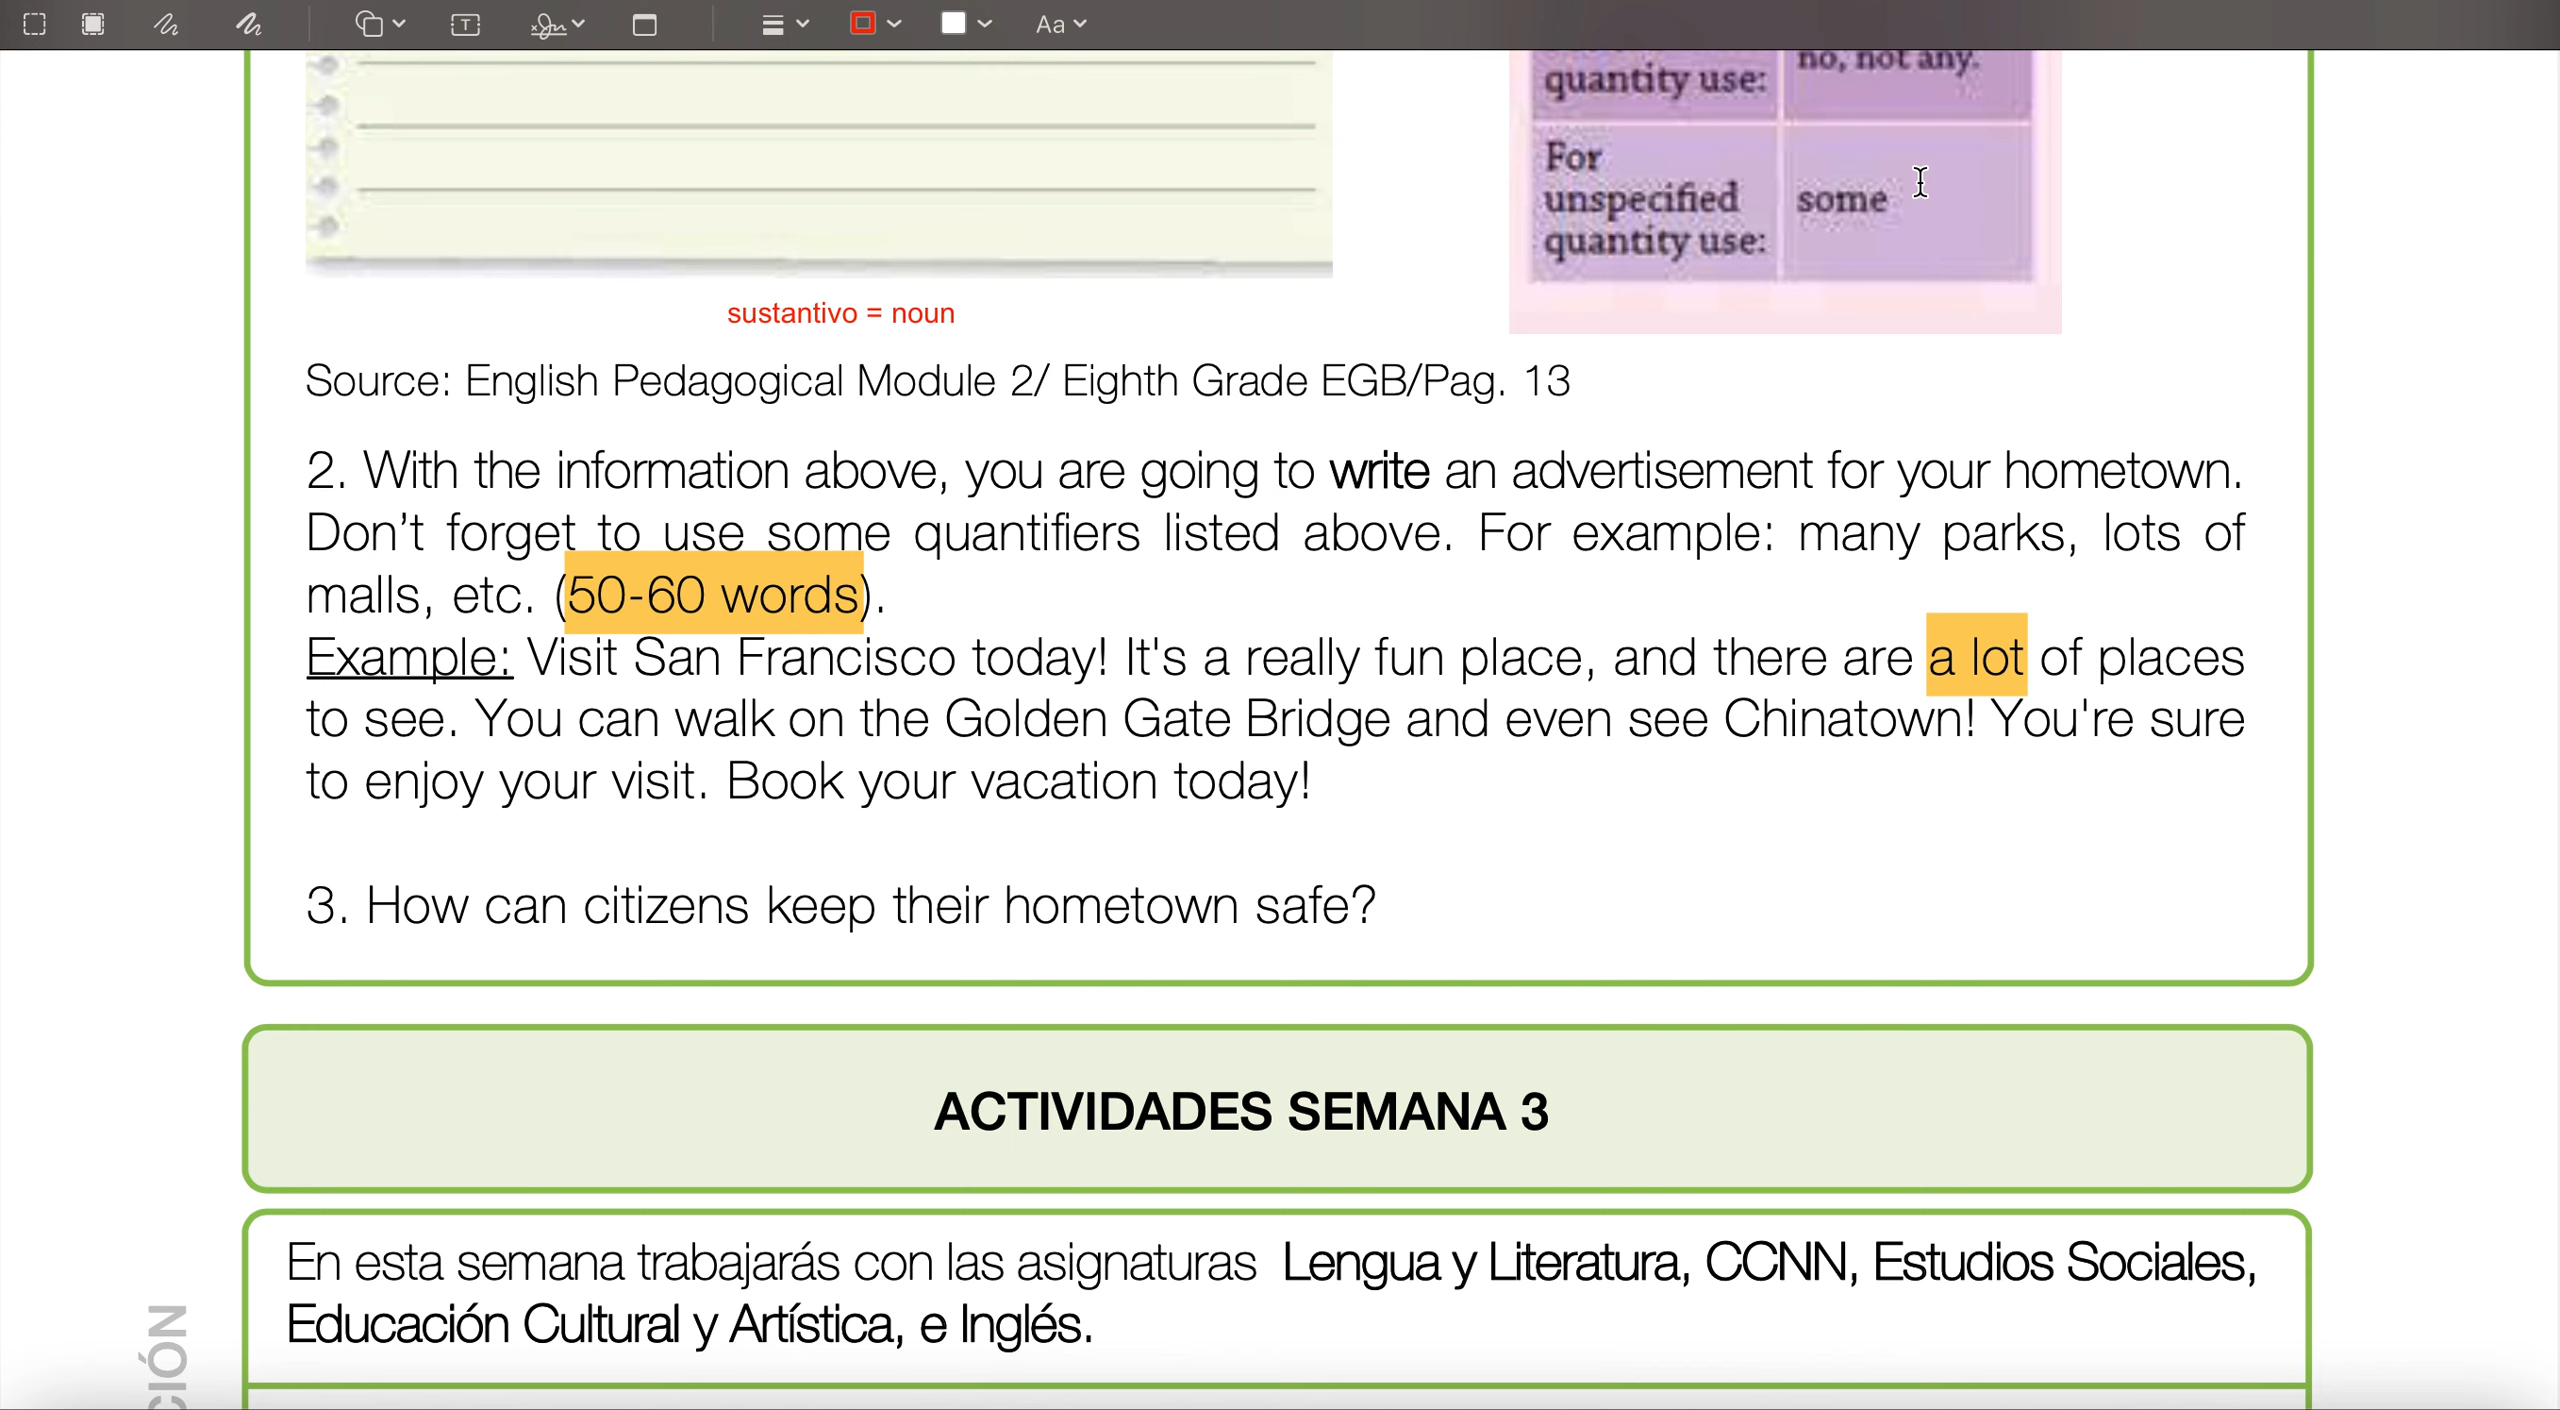 Aa
quantity use:
no, not any.
For
unspecified
quantity use:
some
sustantivo = noun
Source: English Pedagogical Module 2/ Eighth Grade EGB/Pag. 13
2. With the information above, you are going to write an advertisement for your hometown.
Don't forget to use some quantifiers listed above. For example: many parks, lots of
malls, etc. (50-60 words).
Example: Visit San Francisco today! It's a really fun place, and there are a lot of places
to see. You can walk on the Golden Gate Bridge and even see Chinatown! You're sure
to enjoy your visit. Book your vacation today!
3. How can citizens keep their hometown safe?
ACTIVIDADES SEMANA 3
En esta semana trabajarás con las asignaturas Lengua y Literatura, CCNN, Estudios Sociales,
Educación Cultural y Artística, e Inglés.